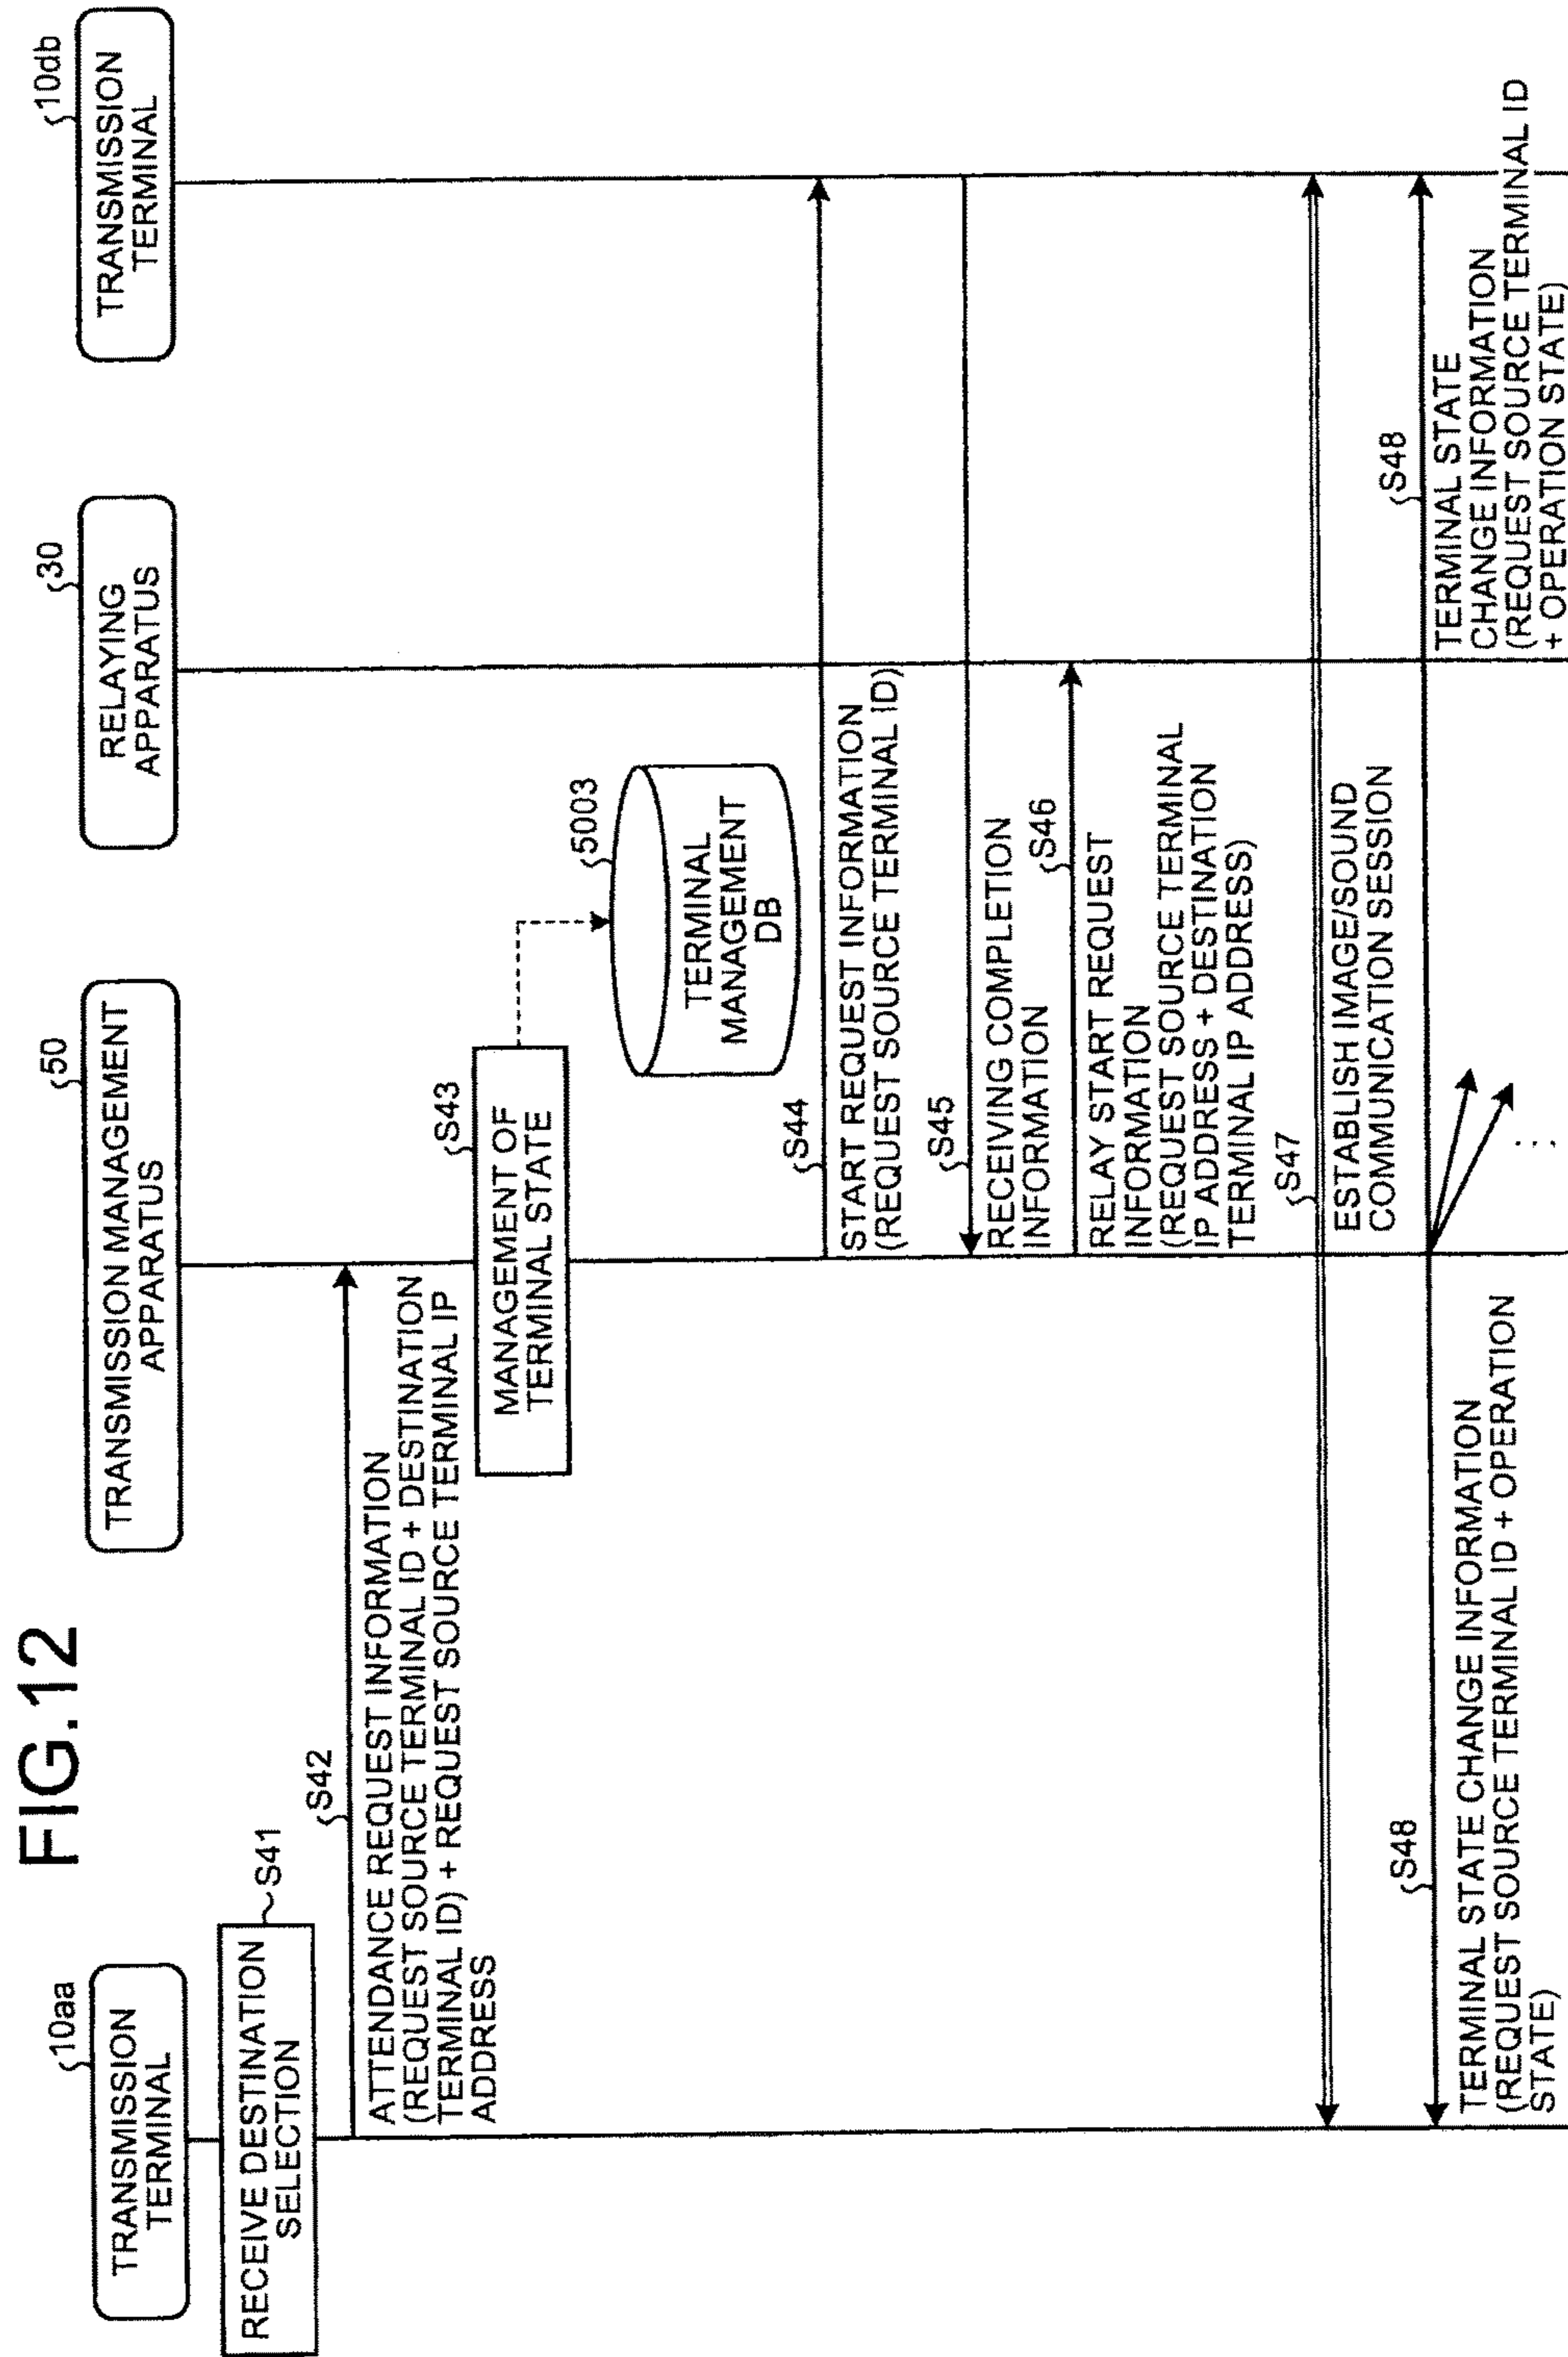 FIG.12
10aa
TRANSMISSION
TERMINAL
50
TRANSMISSION MANAGEMENT
APPARATUS
30
RELAYING
APPARATUS
10db
TRANSMISSION
TERMINAL
RECEIVE DESTINATION
SELECTION
S41
S42
ATTENDANCE REQUEST INFORMATION
(REQUEST SOURCE TERMINAL ID + DESTINATION
TERMINAL ID) + REQUEST SOURCE TERMINAL IP
ADDRESS
S43
MANAGEMENT OF
TERMINAL STATE
5003
TERMINAL
MANAGEMENT
DB
S44
START REQUEST INFORMATION
(REQUEST SOURCE TERMINAL ID)
S45
RECEIVING COMPLETION
INFORMATION
S46
RELAY START REQUEST
INFORMATION
(REQUEST SOURCE TERMINAL
IP ADDRESS + DESTINATION
TERMINAL IP ADDRESS)
S47
ESTABLISH IMAGE/SOUND
COMMUNICATION SESSION
S48
TERMINAL STATE CHANGE INFORMATION
(REQUEST SOURCE TERMINAL ID + OPERATION
STATE)
. . .
S48
TERMINAL STATE
CHANGE INFORMATION
(REQUEST SOURCE TERMINAL ID
+ OPERATION STATE)